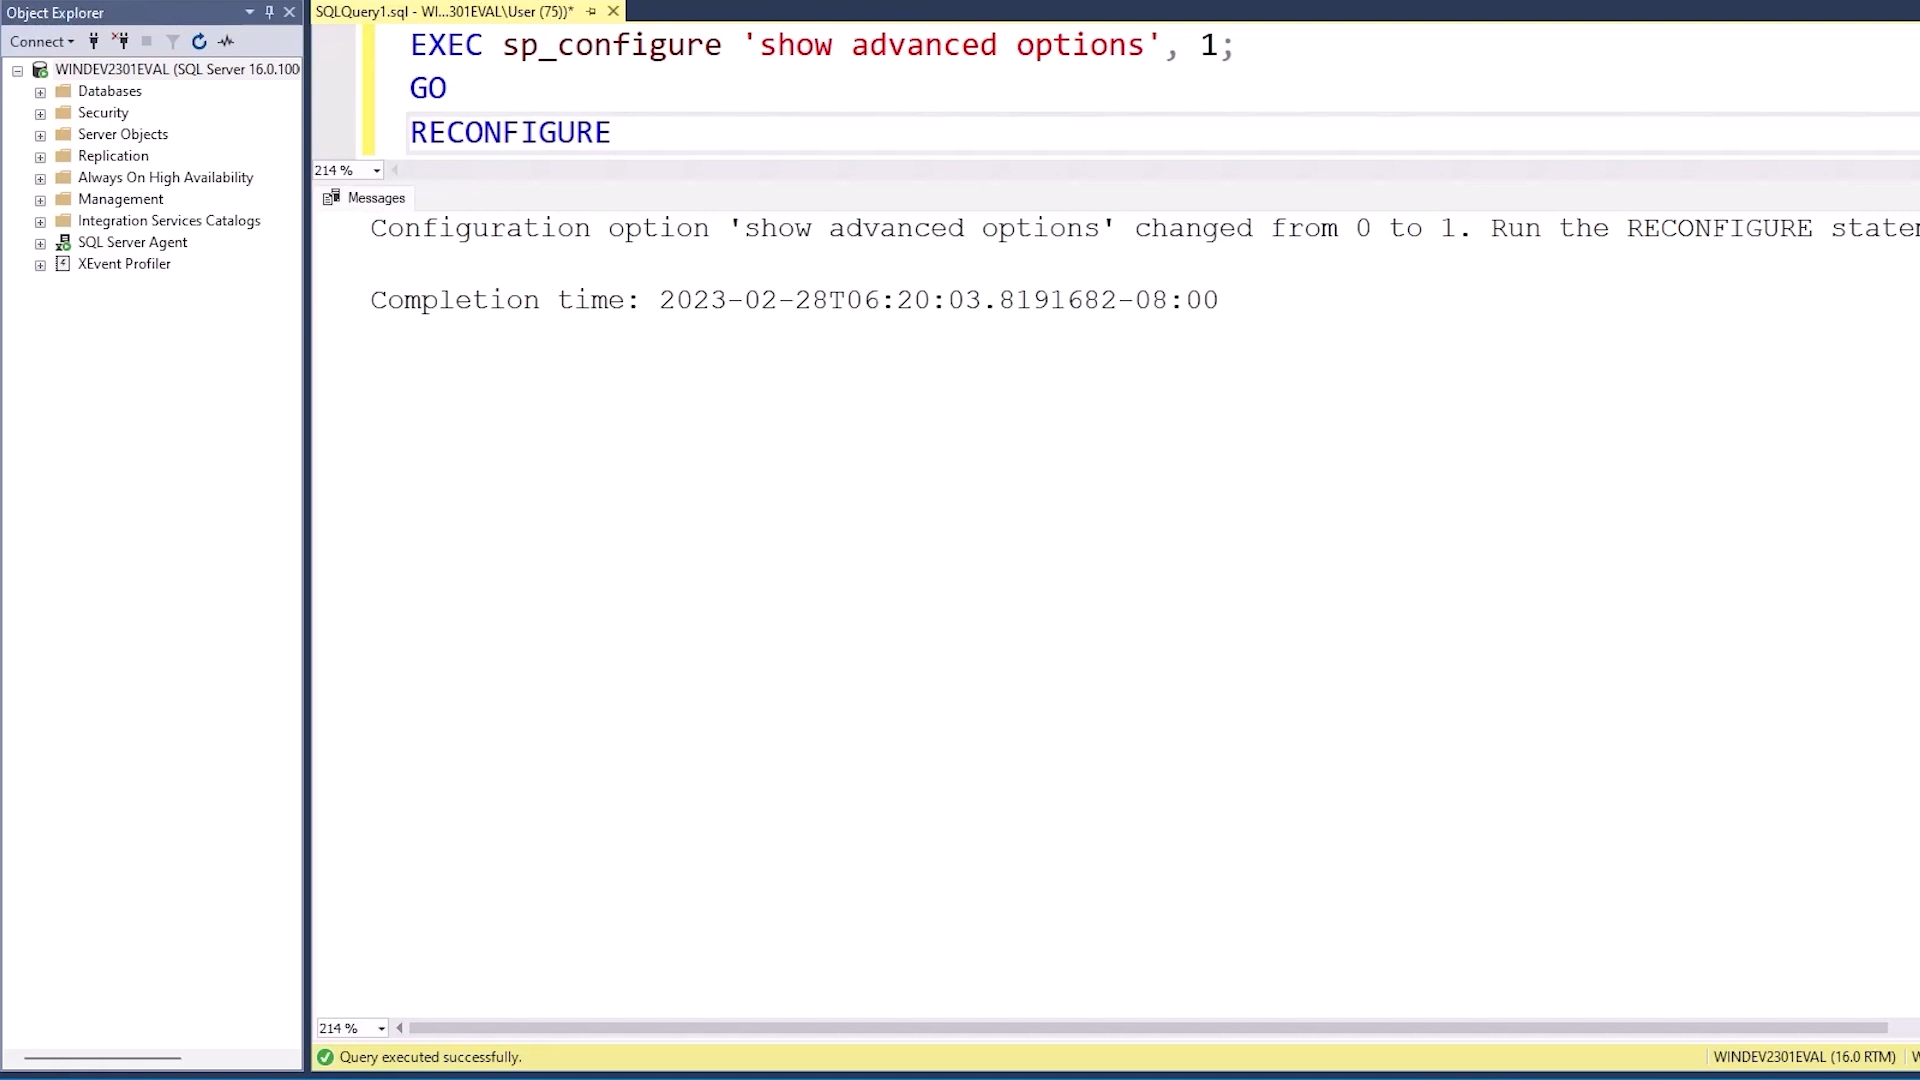 Object Explorer
Connect
WINDEV2301EVAL (SQL Server 16.0.100
Databases
Security
Server Objects
Replication
Always On High Availability
Management
Integration Services Catalogs
SQL Server Agent
XEvent Profiler
SQLQuery1.sql - WI...301EVAL\User (75))*
EXEC sp_configure 'show advanced options', 1;
GO
RECONFIGURE
214 %
Messages
Configuration option 'show advanced options' changed from 0 to 1. Run the RECONFIGURE state
Completion time: 2023-02-28T06:20:03.8191682-08:00
214 %
Query executed successfully.
WINDEV2301EVAL (16.0 RTM)